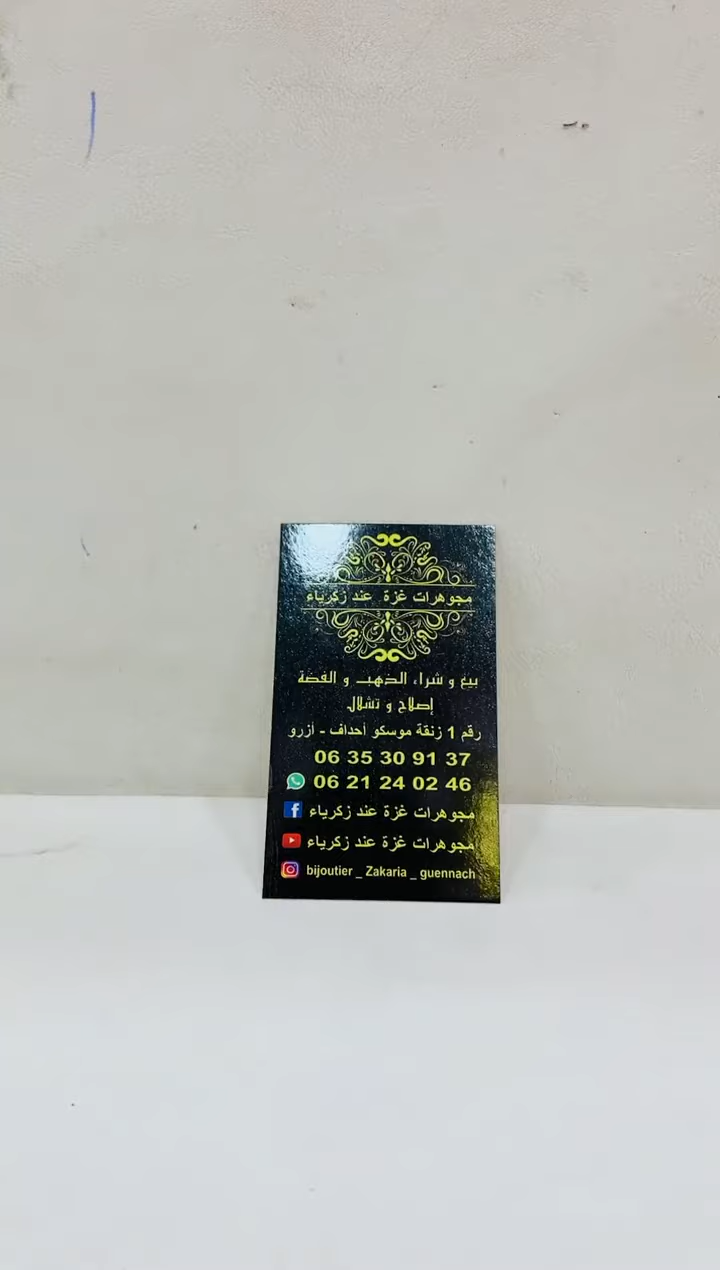 مجوهرات غزة عند زكرياء
بيع و شراء الذهب و الفضة
إصلاح و تشلال
رقم 1 زنقة موسكو أحداف - أزرو
06 35 30 91 37
06 21 24 02 46
مجوهرات غزة عند زكرياء
مجوهرات غزة عند زكرياء
bijoutier _ Zakaria _ guennach